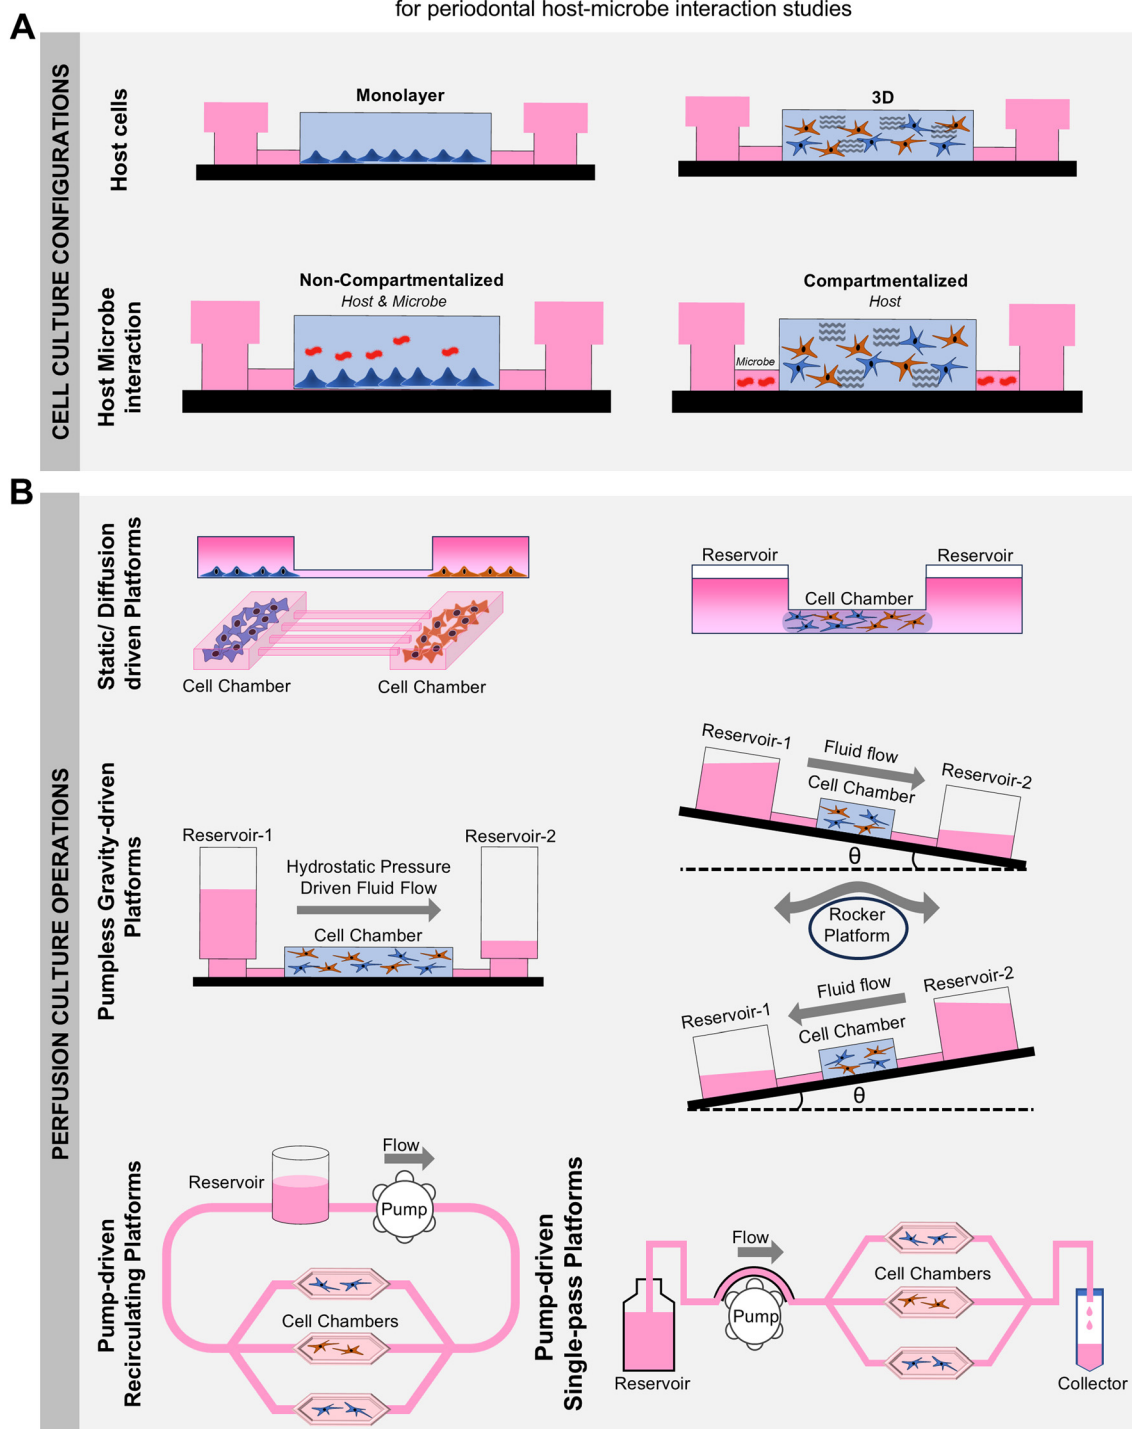 for periodontal host-microbe interaction studies
A
CELL CULTURE CONFIGURATIONS
Host cells
Monolayer
3D
Host Microbe
interaction
Non-Compartmentalized
Host & Microbe
Compartmentalized
Host
Microbe
B
PERFUSION CULTURE OPERATIONS
Static/ Diffusion
driven Platforms
Cell Chamber
Cell Chamber
Reservoir
Reservoir
Cell Chamber
Pumpless Gravity-driven
Platforms
Reservoir-1
Reservoir-2
Hydrostatic Pressure
Driven Fluid Flow
Cell Chamber
Reservoir-1
Fluid flow
Reservoir-2
Cell Chamber
θ
Rocker
Platform
Reservoir-1
Fluid flow
Reservoir-2
Cell Chamber
θ
Pump-driven
Recirculating Platforms
Reservoir
Flow
Pump
Cell Chambers
Pump-driven
Single-pass Platforms
Flow
Pump
Cell Chambers
Reservoir
Collector